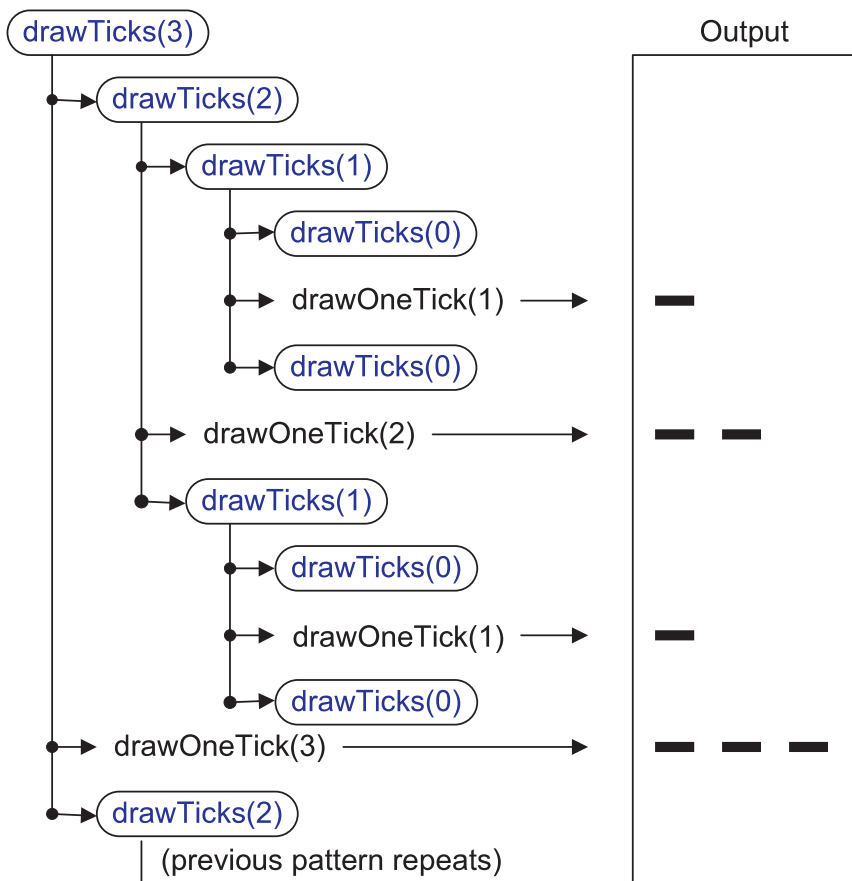 drawTicks(3)
Output
drawTicks(2)
drawTicks(1)
drawTicks(0)
drawOneTick(1)
drawTicks(0)
drawOneTick(2)
drawTicks(1)
drawTicks(0)
drawOneTick(1)
drawTicks(0)
drawOneTick(3)
drawTicks(2)
(previous pattern repeats)